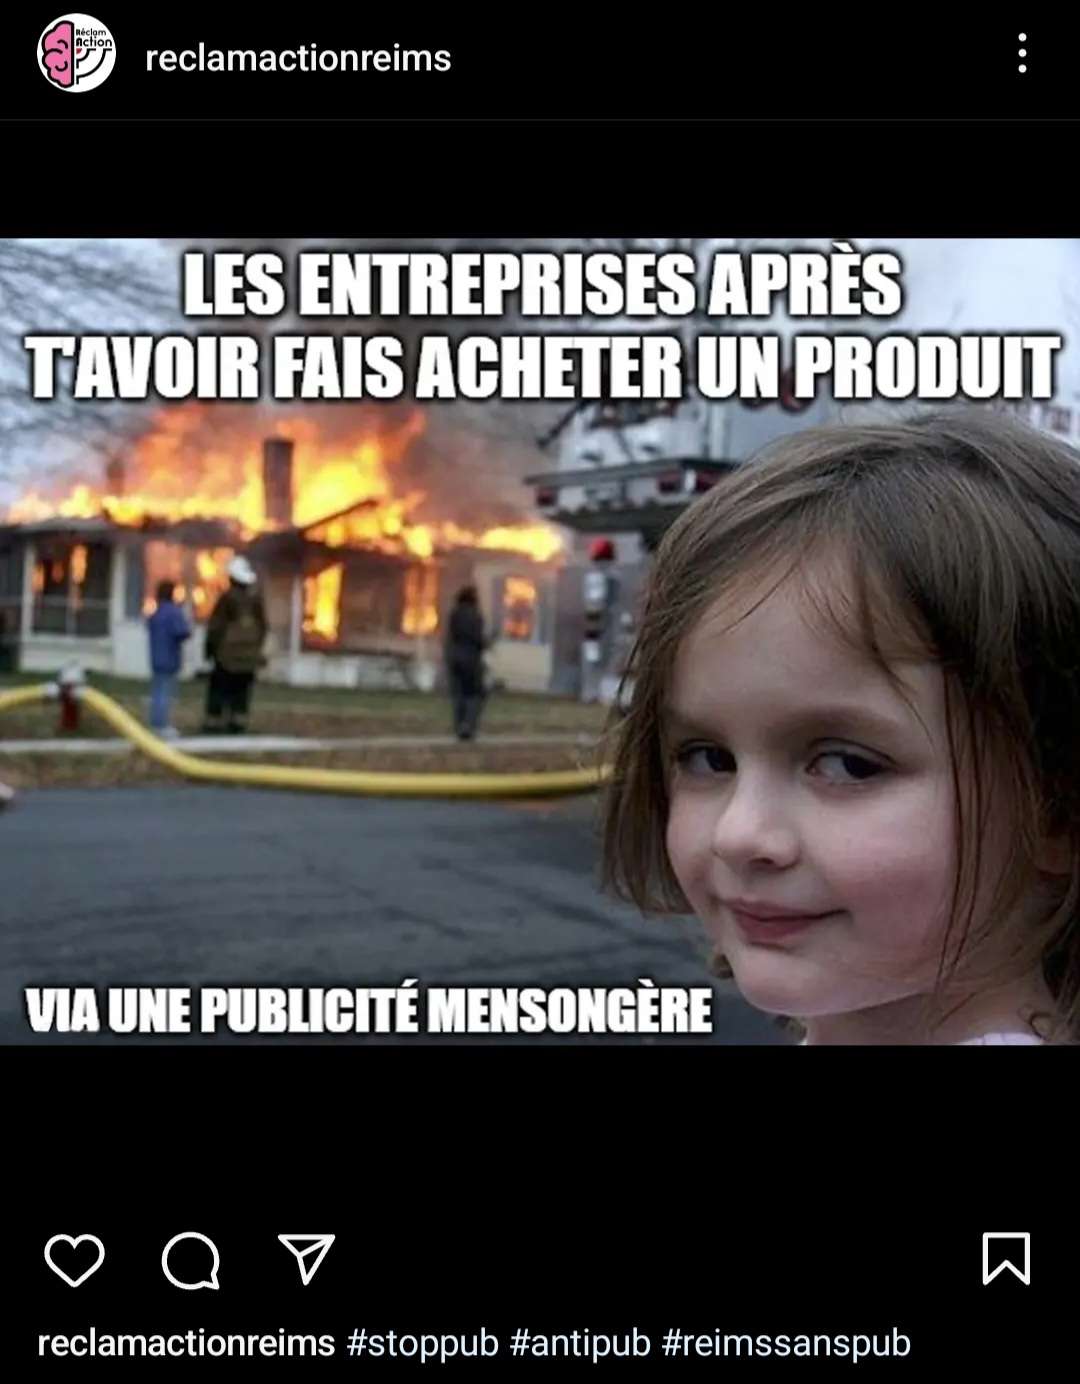 Réclam
Action
reclamactionreims
LES ENTREPRISES APRÈS
T'AVOIR FAIS ACHETER UN PRODUIT
VIA UNE PUBLICITÉ MENSONGÈRE
reclamactionreims #stoppub #antipub #reimssanspub